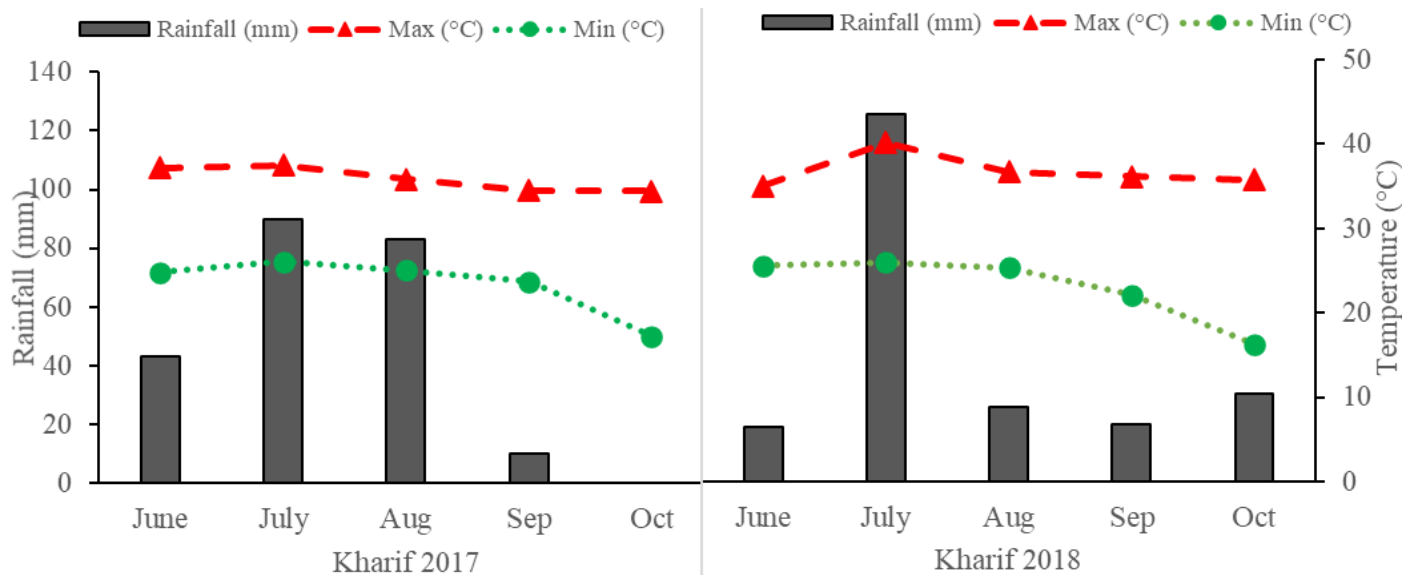 Rainfall (mm) Max (°C) Min (°C)
Rainfall (mm)
140
120
100
80
60
40
20
0
June July Aug Sep Oct
Kharif 2017
Rainfall (mm) Max (°C) Min (°C)
50
40
30
20
10
0
Temperature (°C)
June July Aug Sep Oct
Kharif 2018